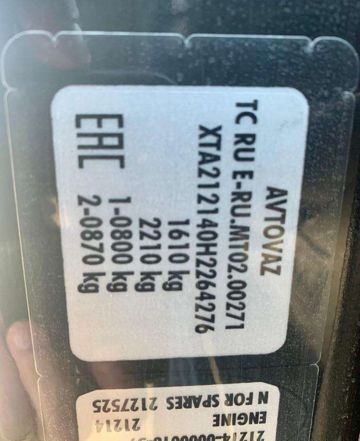 AVTOVAZ
TC RU E-RU.MT02.00271
XTA212140H2264276
1610 kg
2210 kg
1-0800 kg
2-0870 kg
EAC
ENGINE 21214
N FOR SPARES 2127525